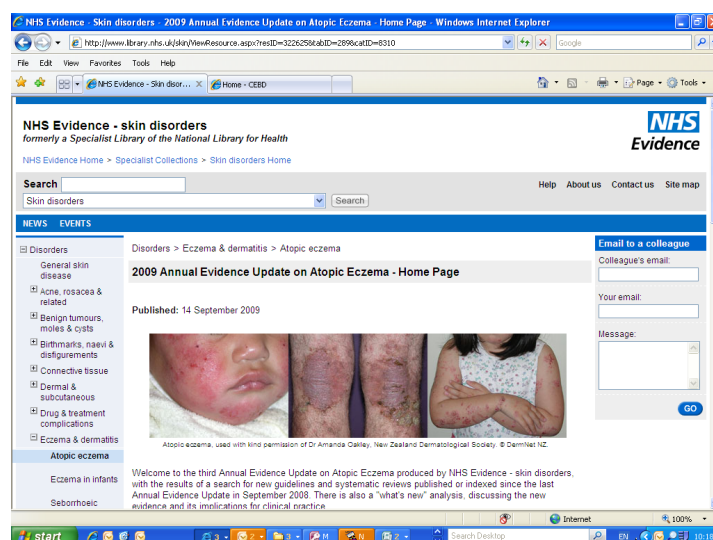 NHS Evidence - Skin disorders - 2009 Annual Evidence Update on Atopic Eczema - Home Page - Windows Internet Explorer
http://www.library.nhs.uk/skin/ViewResource.aspx?resID=322625&tabID=289&catID=8310
Google
File Edit View Favorites Tools Help
NHS Evidence - Skin disor... X Home - CEBD
Page Tools
NHS Evidence - skin disorders
formerly a Specialist Library of the National Library for Health
NHS
Evidence
NHS Evidence Home > Specialist Collections > Skin disorders Home
Search
Help About us Contact us Site map
Skin disorders
Search
NEWS EVENTS
Disorders
General skin
disease
Acne, rosacea &
related
Benign tumours,
moles & cysts
Birthmarks, naevi &
disfigurements
Connective tissue
Dermal &
subcutaneous
Drug & treatment
complications
Eczema & dermatitis
Atopic eczema
Eczema in infants
Seborrhoeic
Disorders > Eczema & dermatitis > Atopic eczema
2009 Annual Evidence Update on Atopic Eczema - Home Page
Published: 14 September 2009
Atopic eczema, used with kind permission of Dr Amanda Oakley, New Zealand Dermatological Society. © DermNet NZ.
Welcome to the third Annual Evidence Update on Atopic Eczema produced by NHS Evidence - skin disorders,
with the results of a search for new guidelines and systematic reviews published or indexed since the last
Annual Evidence Update in September 2008. There is also a "what's new" analysis, discussing the new
evidence and its implications for clinical practice.
Email to a colleague
Colleague's email:
Your email:
Message:
GO
Internet
100%
start
3
2
3
M
N
2
Search Desktop
EN
10:18